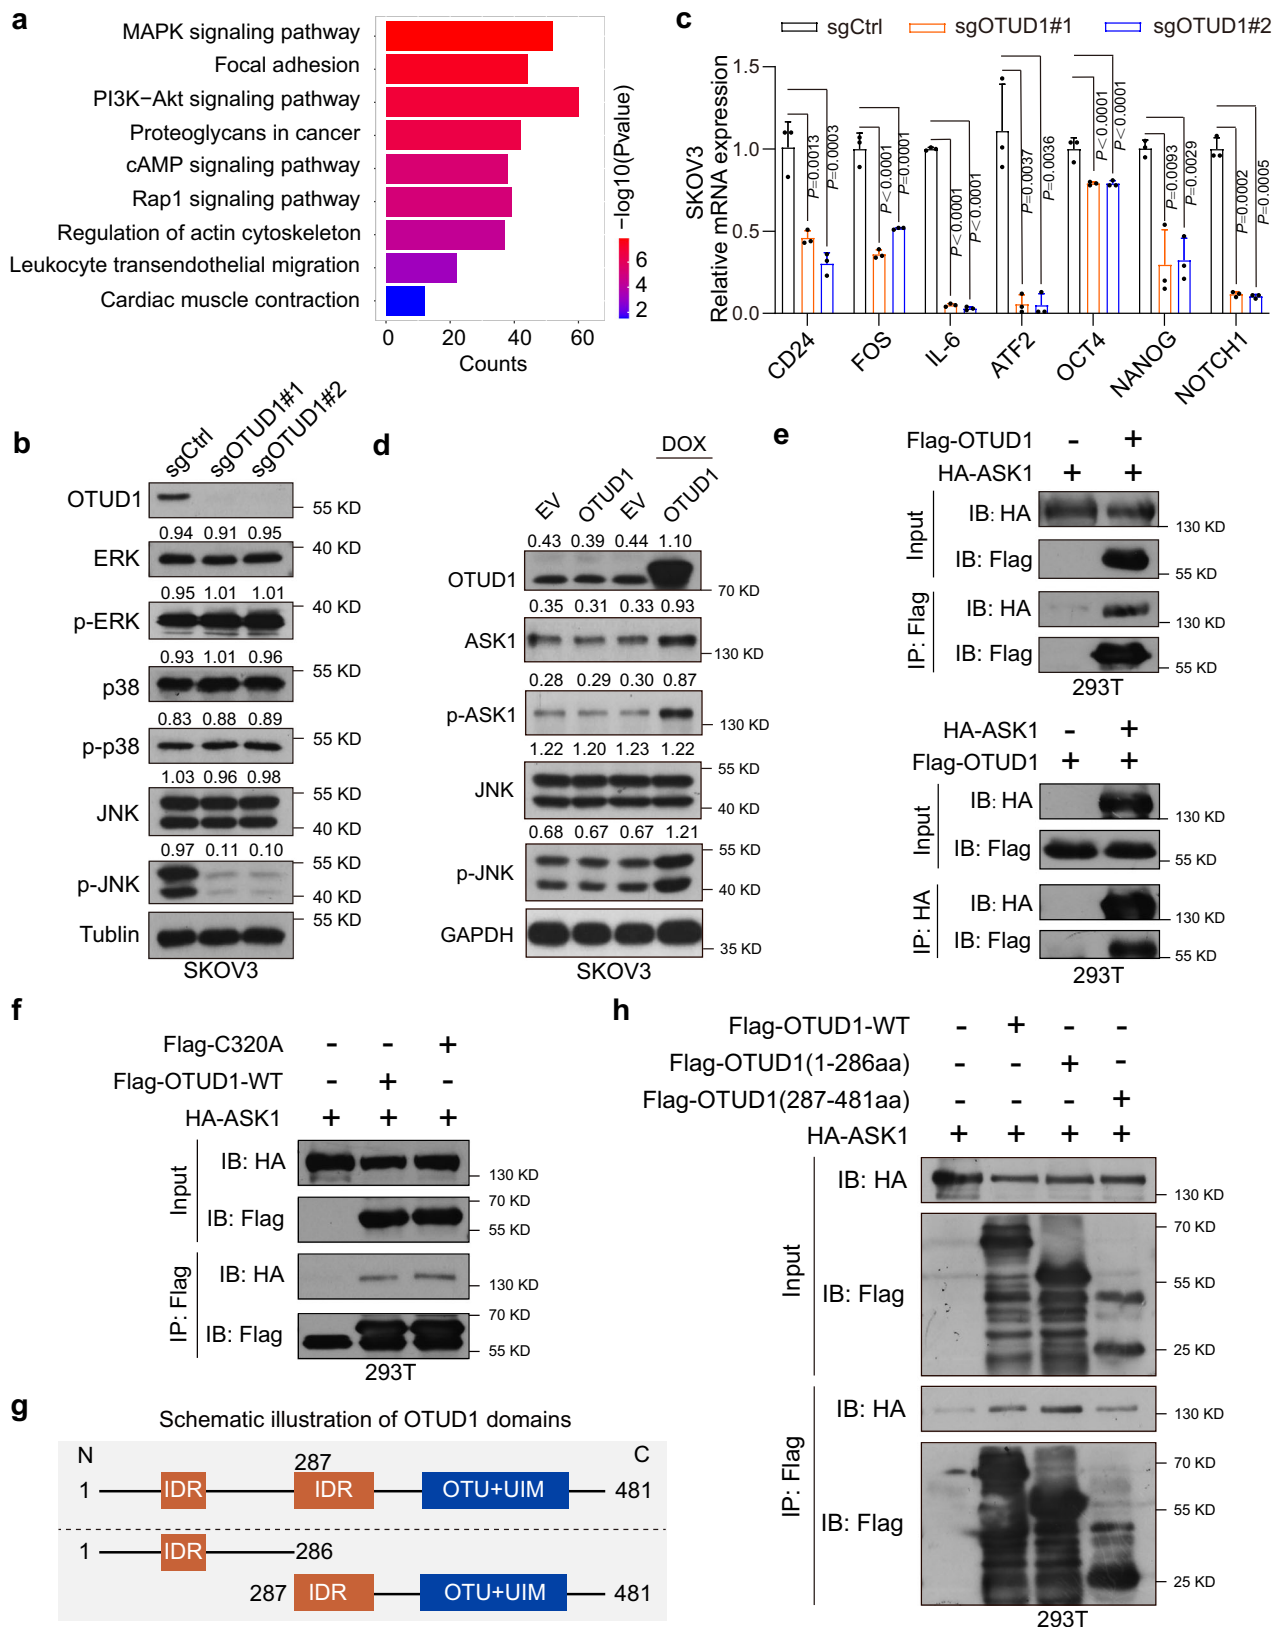 a
MAPK signaling pathway
Focal adhesion
PI3K−Akt signaling pathway
Proteoglycans in cancer
cAMP signaling pathway
Rap1 signaling pathway
Regulation of actin cytoskeleton
Leukocyte transendothelial migration
Cardiac muscle contraction
0 20 40 60
Counts
−log10(Pvalue)
6
4
2
c
sgCtrl sgOTUD1#1 sgOTUD1#2
SKOV3
Relative mRNA expression
1.5
1.0
0.5
0.0
P=0.0013
P=0.0003
P<0.0001
P=0.0001
P<0.0001
P<0.0001
P=0.0037
P=0.0036
P<0.0001
P<0.0001
P=0.0093
P=0.0029
P=0.0002
P=0.0005
CD24 FOS IL-6 ATF2 OCT4 NANOG NOTCH1
b
sgCtrl sgOTUD1#1 sgOTUD1#2
OTUD1 55 KD
0.94 0.91 0.95
ERK 40 KD
0.95 1.01 1.01
p-ERK 40 KD
0.93 1.01 0.96
p38 55 KD
0.83 0.88 0.89
p-p38 55 KD
1.03 0.96 0.98
JNK 55 KD
40 KD
0.97 0.11 0.10
p-JNK 55 KD
40 KD
Tublin 55 KD
SKOV3
d
DOX
EV OTUD1 EV OTUD1
0.43 0.39 0.44 1.10
OTUD1 70 KD
0.35 0.31 0.33 0.93
ASK1 130 KD
0.28 0.29 0.30 0.87
p-ASK1 130 KD
1.22 1.20 1.23 1.22
JNK 55 KD
40 KD
0.68 0.67 0.67 1.21
p-JNK 55 KD
40 KD
GAPDH 35 KD
SKOV3
e
Flag-OTUD1 - +
HA-ASK1 + +
Input
IB: HA 130 KD
IB: Flag 55 KD
IP: Flag
IB: HA 130 KD
IB: Flag 55 KD
293T
HA-ASK1 - +
Flag-OTUD1 + +
Input
IB: HA 130 KD
IB: Flag 55 KD
IP: HA
IB: HA 130 KD
IB: Flag 55 KD
293T
f
Flag-C320A - - +
Flag-OTUD1-WT - + -
HA-ASK1 + + +
Input
IB: HA 130 KD
IB: Flag 70 KD
55 KD
IP: Flag
IB: HA 130 KD
IB: Flag 70 KD
55 KD
293T
g
Schematic illustration of OTUD1 domains
N C
287
1 IDR IDR OTU+UIM 481
1 IDR 286
287 IDR OTU+UIM 481
h
Flag-OTUD1-WT - + - -
Flag-OTUD1(1-286aa) - - + -
Flag-OTUD1(287-481aa) - - - +
HA-ASK1 + + + +
Input
IB: HA 130 KD
IB: Flag 70 KD
55 KD
25 KD
IP: Flag
IB: HA 130 KD
IB: Flag 70 KD
55 KD
25 KD
293T